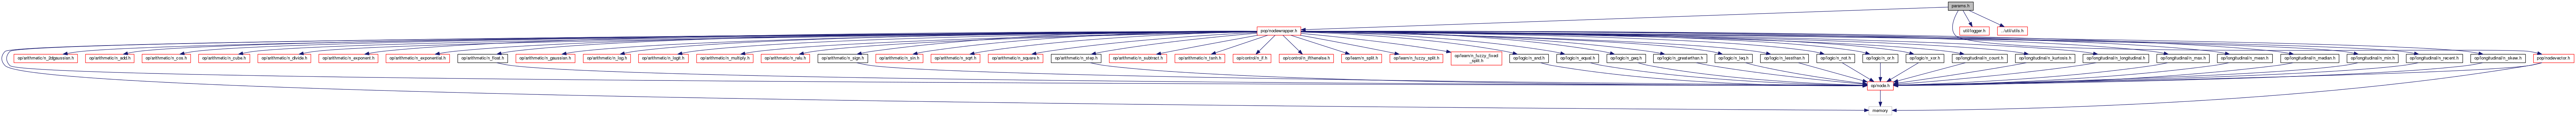 params.h
pop/nodewrapper.h
util/logger.h
./util/utils.h
op/arithmetic/n_2dgaussian.h
op/arithmetic/n_add.h
op/arithmetic/n_cos.h
op/arithmetic/n_cube.h
op/arithmetic/n_divide.h
op/arithmetic/n_exponent.h
op/arithmetic/n_exponential.h
op/arithmetic/n_float.h
op/arithmetic/n_gaussian.h
op/arithmetic/n_log.h
op/arithmetic/n_logit.h
op/arithmetic/n_multiply.h
op/arithmetic/n_relu.h
op/arithmetic/n_sign.h
op/arithmetic/n_sin.h
op/arithmetic/n_sqrt.h
op/arithmetic/n_square.h
op/arithmetic/n_step.h
op/arithmetic/n_subtract.h
op/arithmetic/n_tanh.h
op/control/n_if.h
op/control/n_ifthenelse.h
op/learn/n_split.h
op/learn/n_fuzzy_split.h
op/learn/n_fuzzy_fixed
_split.h
op/logic/n_and.h
op/logic/n_equal.h
op/logic/n_geq.h
op/logic/n_greaterthan.h
op/logic/n_leq.h
op/logic/n_lessthan.h
op/logic/n_not.h
op/logic/n_or.h
op/logic/n_xor.h
op/longitudinal/n_count.h
op/longitudinal/n_kurtosis.h
op/longitudinal/n_longitudinal.h
op/longitudinal/n_max.h
op/longitudinal/n_mean.h
op/longitudinal/n_median.h
op/longitudinal/n_min.h
op/longitudinal/n_recent.h
op/longitudinal/n_skew.h
pop/nodevector.h
op/node.h
memory